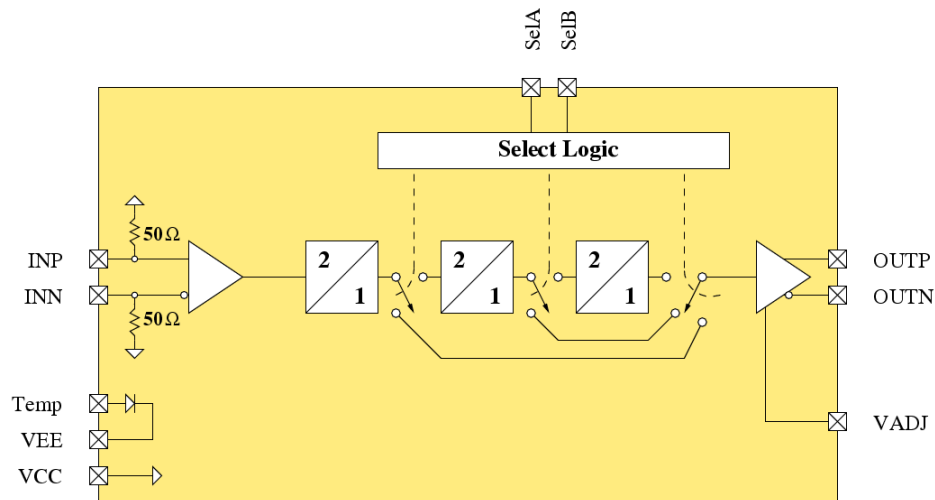 SelA
SelB
Select Logic
50Ω
INP
INN
50Ω
2
1
2
1
2
1
OUTP
OUTN
Temp
VEE
VCC
VADJ